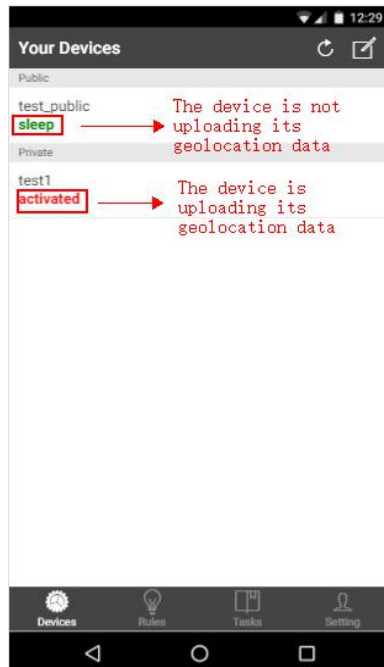 12:29
Your Devices
Public
test_public
sleep
The device is not
uploading its
geolocation data
Private
test1
activated
The device is
uploading its
geolocation data
Devices
Rules
Tasks
Setting